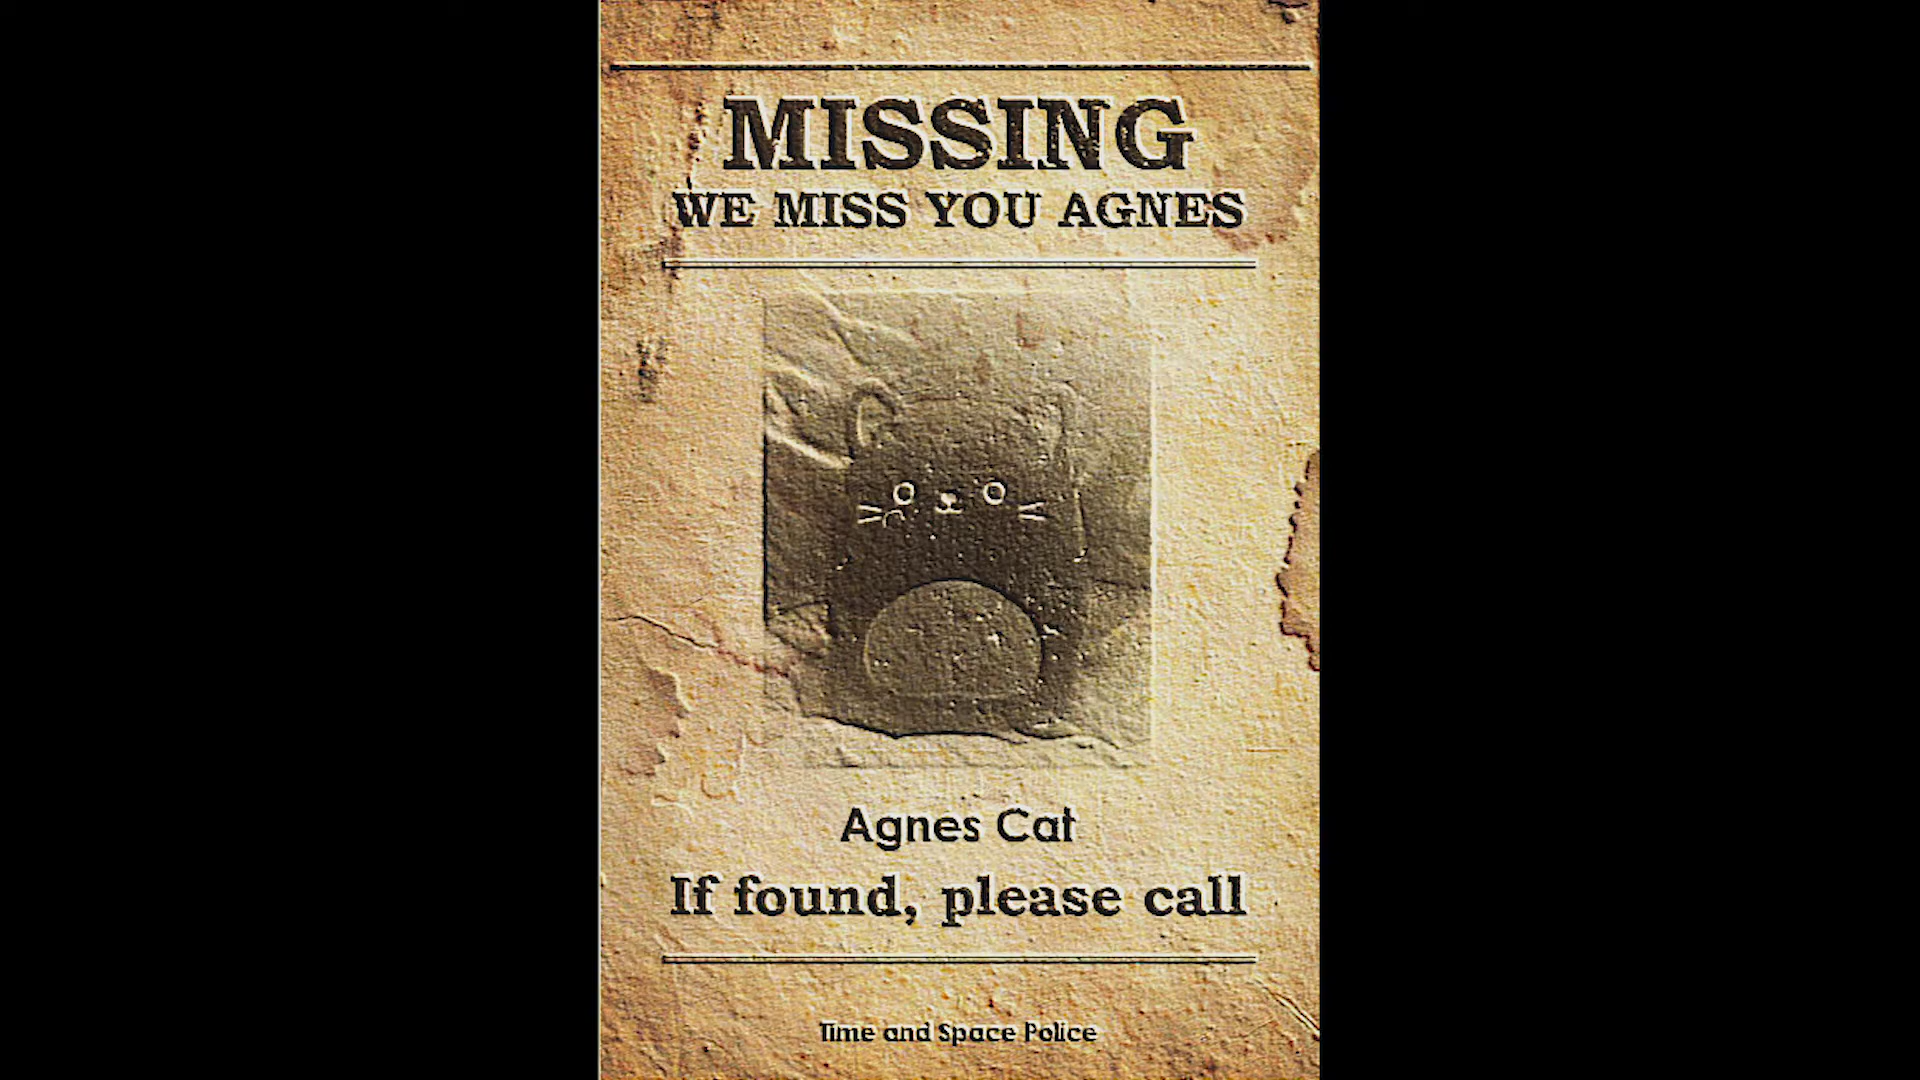 MISSING
WE MISS YOU AGNES
Agnes Cat
If found, please call
Time and Space Police